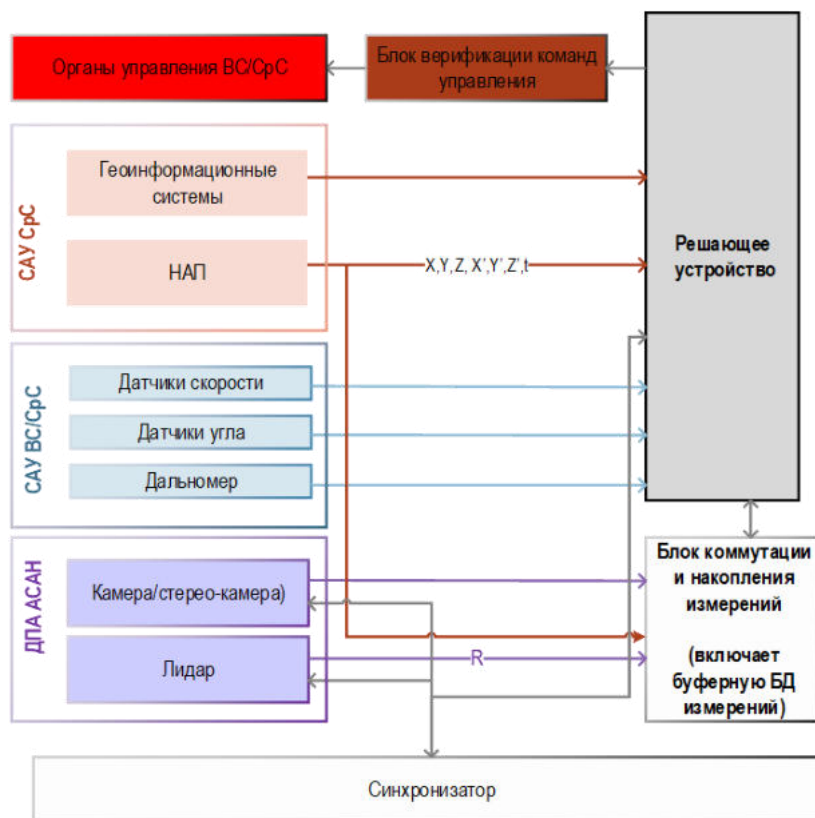 Органы управления ВС/СрС
Блок верификации команд
управления
САУ СрС
Геоинформационные
системы
НАП
X,Y,Z, X',Y',Z',t
Решающее
устройство
САУ ВС/СрС
Датчики скорости
Датчики угла
Дальномер
ДПА АСАН
Камера/стерео-камера)
Лидар
R
Блок коммутации
и накопления
измерений
(включает
буферную БД
измерений)
Синхронизатор